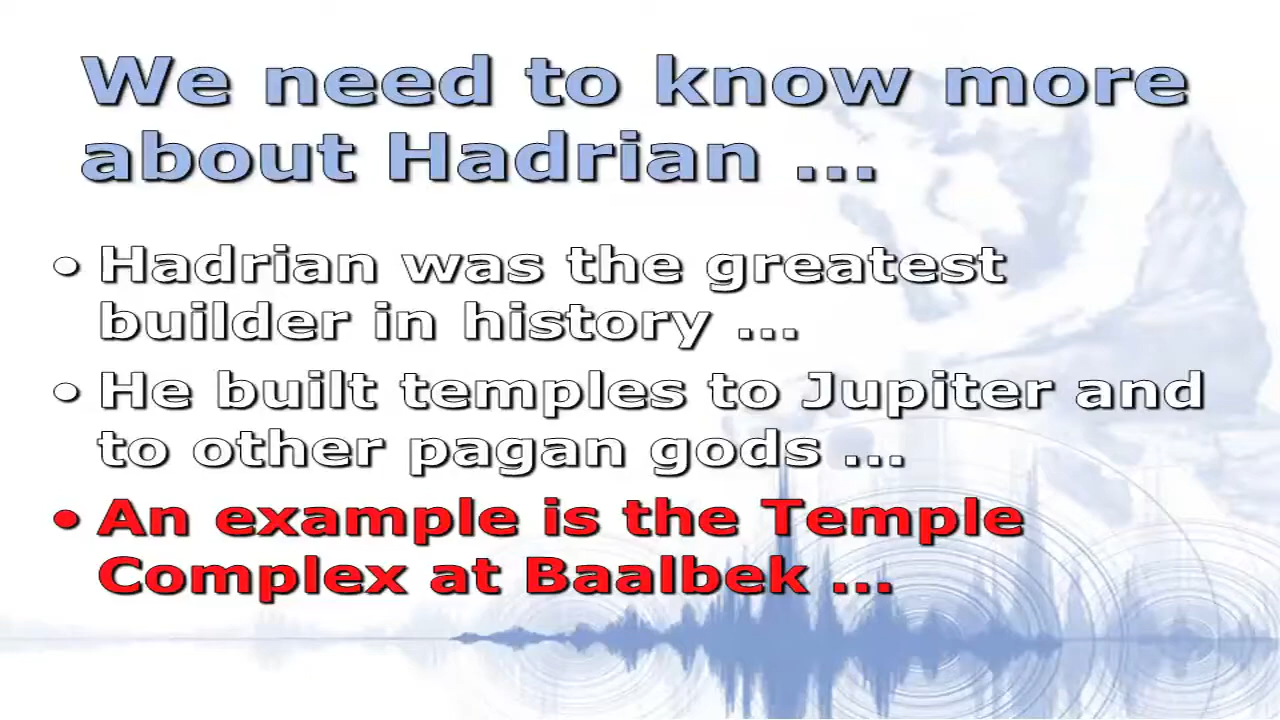 We need to know more
about Hadrian ...
• Hadrian was the greatest
builder in history ...
• He built temples to Jupiter and
to other pagan gods ...
• An example is the Temple
Complex at Baalbek ...